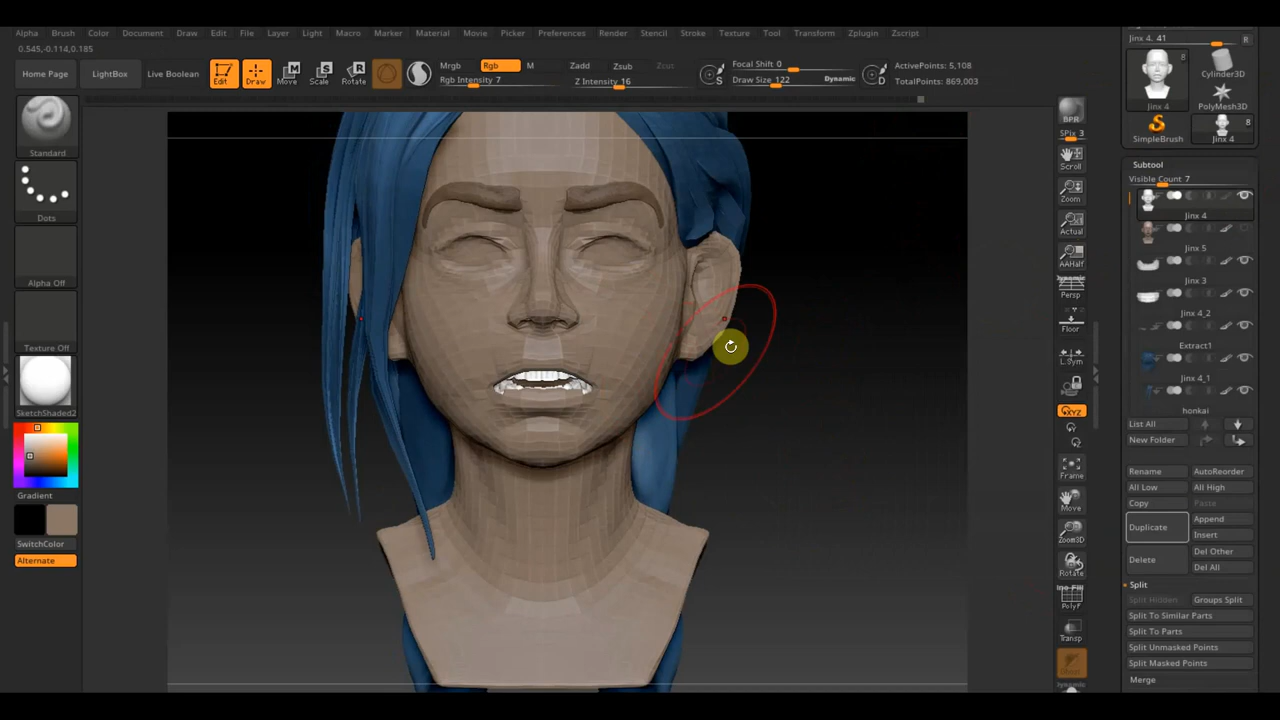 Alpha Brush Color Document Draw Edit File Layer Light Macro Marker Material Movie Picker Preferences Render Stencil Stroke Texture Tool Transform Zplugin Zscript
0.545,-0.114,0.185
Home Page LightBox Live Boolean Edit Draw Move Scale Rotate
Mrgb Rgb M Zadd Zsub Zcut
Rgb Intensity 7 Z Intensity 16
S Focal Shift 0 D
Draw Size 122 Dynamic
ActivePoints: 5,108
TotalPoints: 869,003
Standard
Dots
Alpha Off
Texture Off
SketchShaded2
Gradient
SwitchColor
Alternate
BPR
SPix 3
Scroll
Zoom
Actual
AAHalf
Dynamic
Persp
Floor
L.Sym
XYZ
Frame
Move
Zoom3D
Rotate
PolyF
Transp
Jinx 4. 41 R
8
Jinx 4
Cylinder3D
PolyMesh3D
SimpleBrush
8
Jinx 4
Subtool
Visible Count 7
Jinx 4
Jinx 5
Jinx 3
Jinx 4_2
Extract1
Jinx 4_1
honkai
List All
New Folder
Rename AutoReorder
All Low All High
Copy Paste
Duplicate Append
Insert
Delete Del Other
Del All
Split
Split Hidden Groups Split
Split To Similar Parts
Split To Parts
Split Unmasked Points
Split Masked Points
Merge